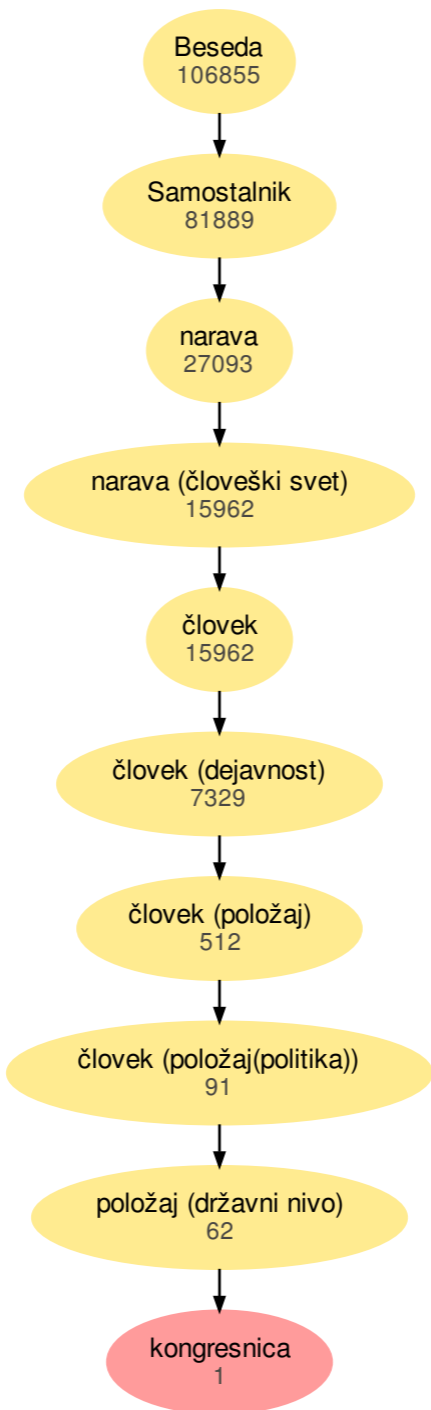 Beseda
106855
Samostalnik
81889
narava
27093
narava (človeški svet)
15962
človek
15962
človek (dejavnost)
7329
človek (položaj)
512
človek (položaj(politika))
91
položaj (državni nivo)
62
kongresnica
1